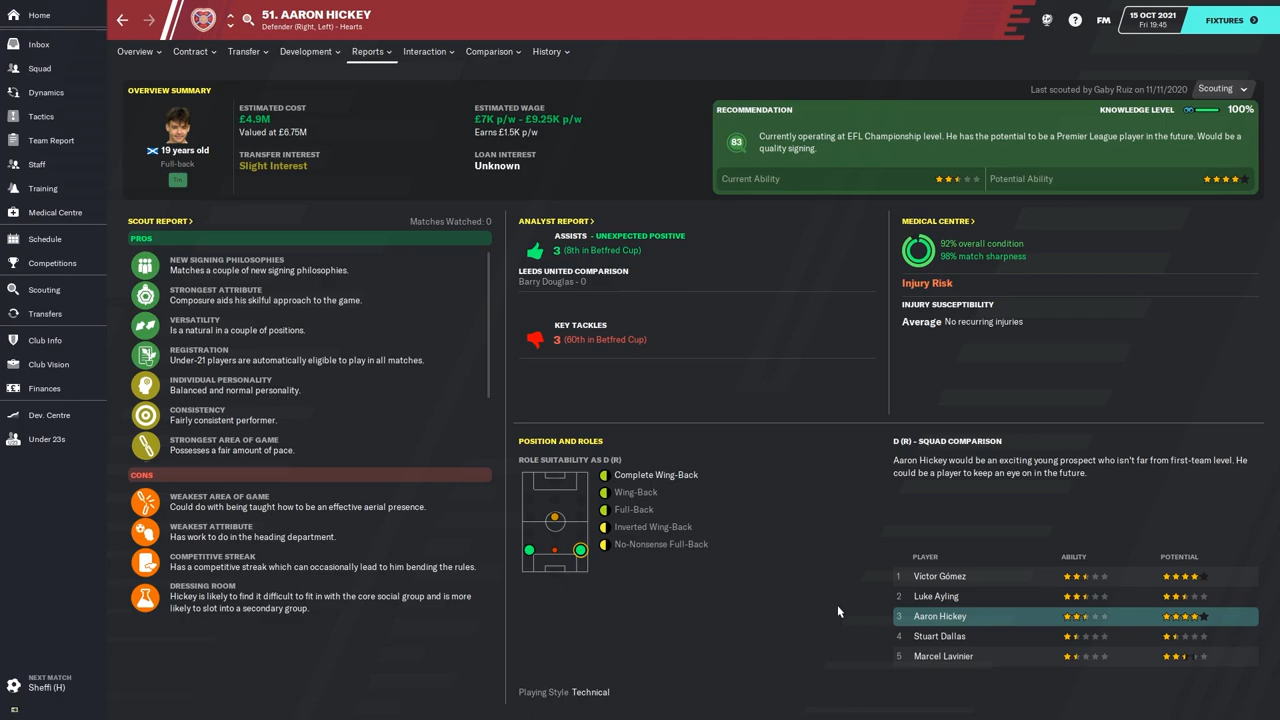 Home
Inbox
Squad
Dynamics
Tactics
Team Report
Staff
Training
Medical Centre
Schedule
Competitions
Scouting
Transfers
Club Info
Club Vision
Finances
Dev. Centre
Under 23s
NEXT MATCH
Sheffi (H)
51. AARON HICKEY
Defender (Right, Left) - Hearts
FM
15 OCT 2021
Fri 19:45
FIXTURES
Overview
Contract
Transfer
Development
Reports
Interaction
Comparison
History
OVERVIEW SUMMARY
Last scouted by Gaby Ruiz on 11/11/2020
Scouting
19 years old
Full-back
Trn
ESTIMATED COST
£4.9M
Valued at £6.75M
TRANSFER INTEREST
Slight Interest
ESTIMATED WAGE
£7K p/w - £9.25K p/w
Earns £1.5K p/w
LOAN INTEREST
Unknown
RECOMMENDATION
KNOWLEDGE LEVEL 100%
83
Currently operating at EFL Championship level. He has the potential to be a Premier League player in the future. Would be a
quality signing.
Current Ability
Potential Ability
SCOUT REPORT >
Matches Watched: 0
PROS
NEW SIGNING PHILOSOPHIES
Matches a couple of new signing philosophies.
STRONGEST ATTRIBUTE
Composure aids his skilful approach to the game.
VERSATILITY
Is a natural in a couple of positions.
REGISTRATION
Under-21 players are automatically eligible to play in all matches.
INDIVIDUAL PERSONALITY
Balanced and normal personality.
CONSISTENCY
Fairly consistent performer.
STRONGEST AREA OF GAME
Possesses a fair amount of pace.
CONS
WEAKEST AREA OF GAME
Could do with being taught how to be an effective aerial presence.
WEAKEST ATTRIBUTE
Has work to do in the heading department.
COMPETITIVE STREAK
Has a competitive streak which can occasionally lead to him bending the rules.
DRESSING ROOM
Hickey is likely to find it difficult to fit in with the core social group and is more
likely to slot into a secondary group.
ANALYST REPORT >
ASSISTS - UNEXPECTED POSITIVE
3 (8th in Betfred Cup)
LEEDS UNITED COMPARISON
Barry Douglas - 0
KEY TACKLES
3 (60th in Betfred Cup)
MEDICAL CENTRE >
92% overall condition
98% match sharpness
Injury Risk
INJURY SUSCEPTIBILITY
Average No recurring injuries
POSITION AND ROLES
ROLE SUITABILITY AS D (R)
Complete Wing-Back
Wing-Back
Full-Back
Inverted Wing-Back
No-Nonsense Full-Back
Playing Style Technical
D (R) - SQUAD COMPARISON
Aaron Hickey would be an exciting young prospect who isn't far from first-team level. He
could be a player to keep an eye on in the future.
PLAYER ABILITY POTENTIAL
1 Víctor Gómez
2 Luke Ayling
3 Aaron Hickey
4 Stuart Dallas
5 Marcel Lavinier